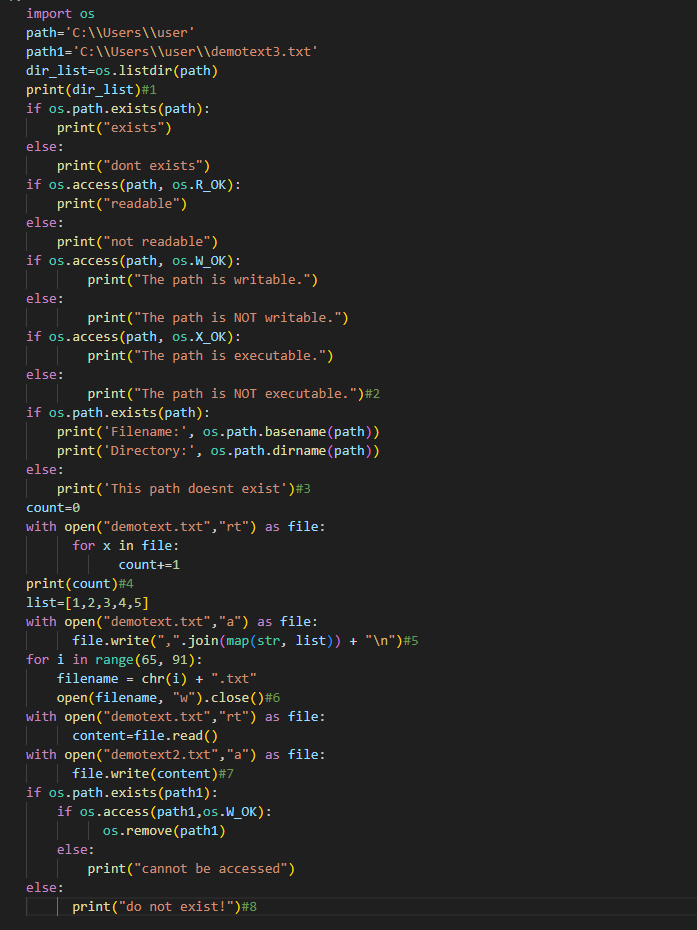 import os
path='C:\\Users\\user'
path1='C:\\Users\\user\\demotext3.txt'
dir_list=os.listdir(path)
print(dir_list)#1
if os.path.exists(path):
    print("exists")
else:
    print("dont exists")
if os.access(path, os.R_OK):
    print("readable")
else:
    print("not readable")
if os.access(path, os.W_OK):
        print("The path is writable.")
else:
        print("The path is NOT writable.")
if os.access(path, os.X_OK):
        print("The path is executable.")
else:
        print("The path is NOT executable.")#2
if os.path.exists(path):
    print('Filename:', os.path.basename(path))
    print('Directory:', os.path.dirname(path))
else:
    print('This path doesnt exist')#3
count=0
with open("demotext.txt","rt") as file:
      for x in file:
            count+=1
print(count)#4
list=[1,2,3,4,5]
with open("demotext.txt","a") as file:
      file.write(",".join(map(str, list)) + "\n")#5
for i in range(65, 91):
    filename = chr(i) + ".txt"
    open(filename, "w").close()#6
with open("demotext.txt","rt") as file:
      content=file.read()
with open("demotext2.txt","a") as file:
      file.write(content)#7
if os.path.exists(path1):
    if os.access(path1,os.W_OK):
          os.remove(path1)
    else:
        print("cannot be accessed")
else:
      print("do not exist!")#8